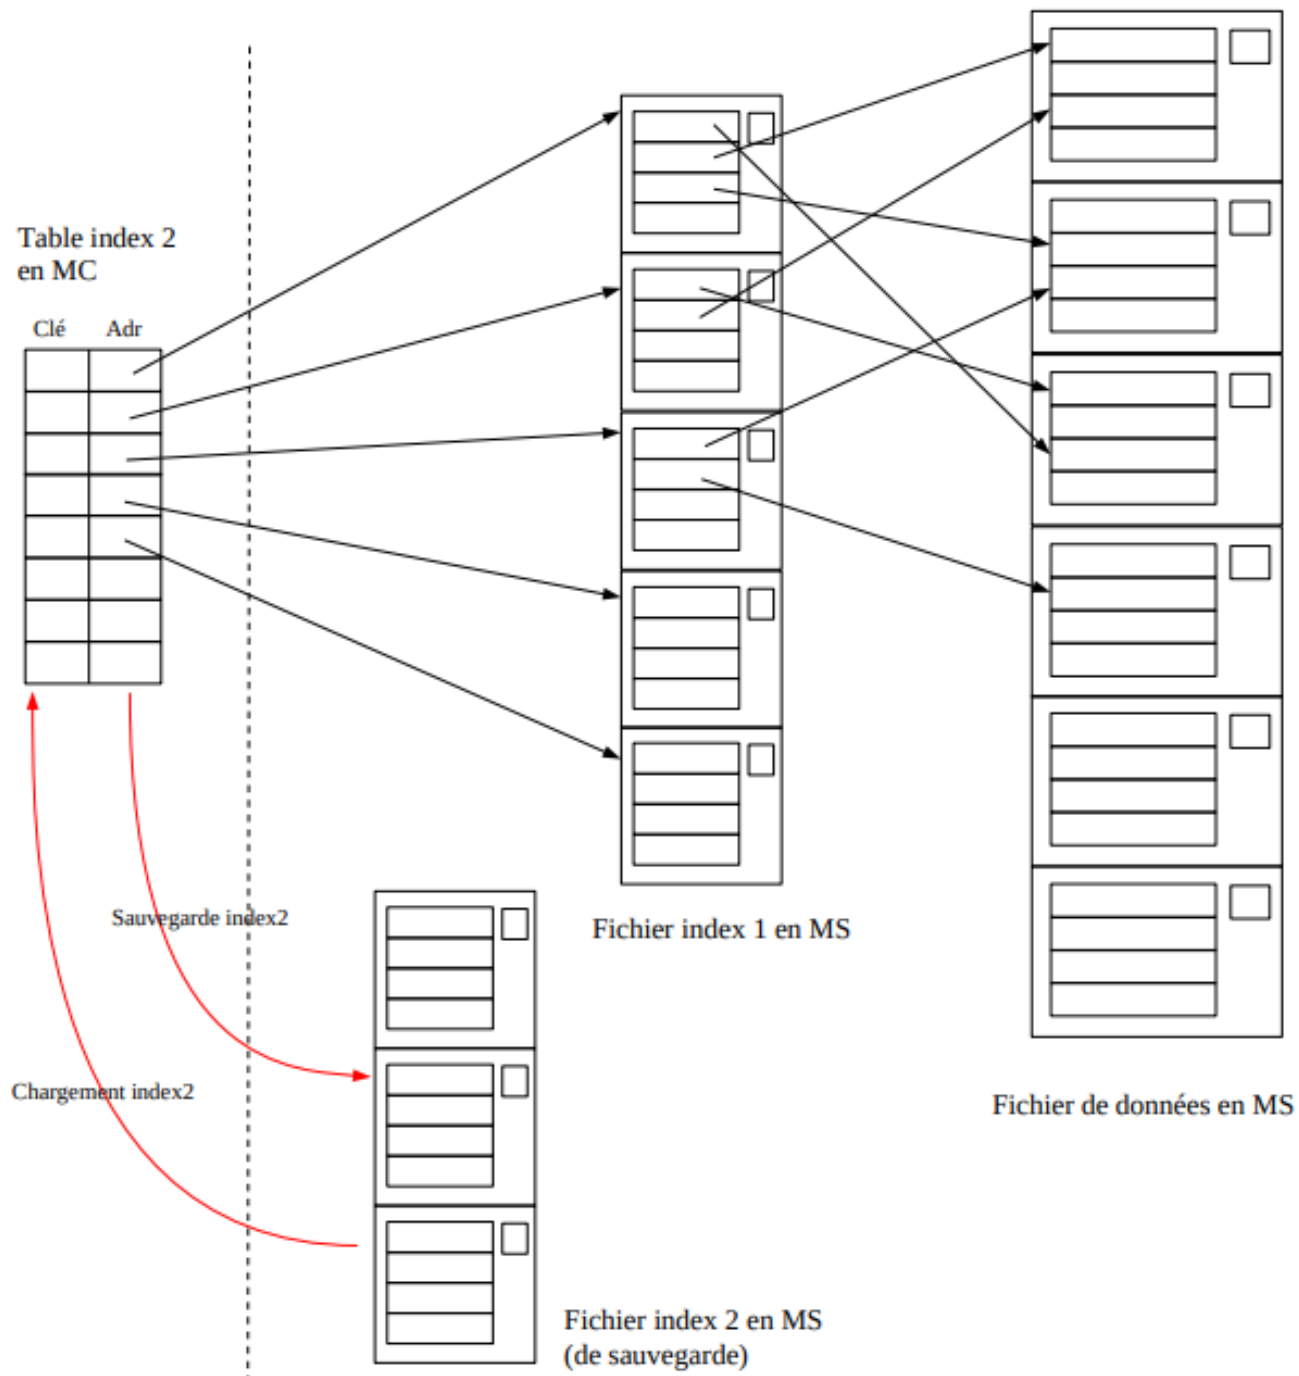 Table index 2
en MC
Clé Adr
Sauvegarde index2
Chargement index2
Fichier index 1 en MS
Fichier de données en MS
Fichier index 2 en MS
(de sauvegarde)